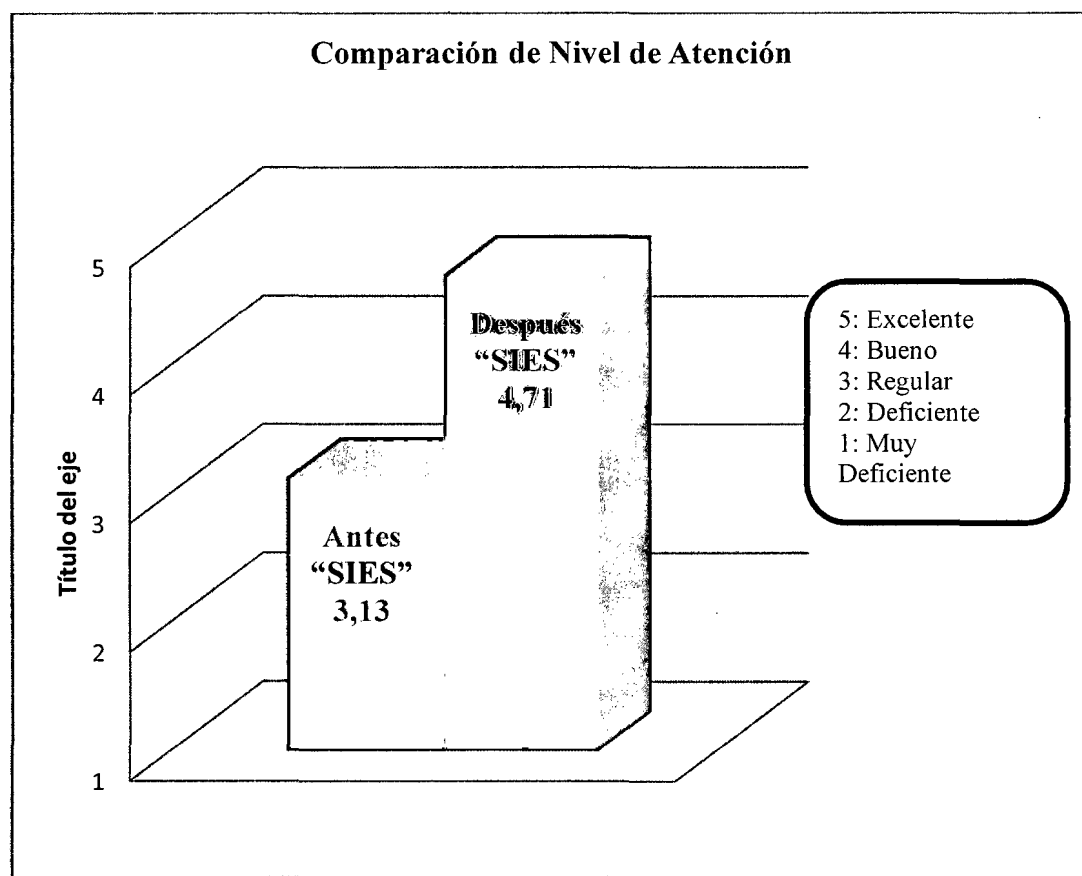 Comparación de Nivel de Atención
Título del eje
5
4
3
2
1
Después
“SIES”
4,71
Antes
“SIES”
3,13
5: Excelente
4: Bueno
3: Regular
2: Deficiente
1: Muy
Deficiente